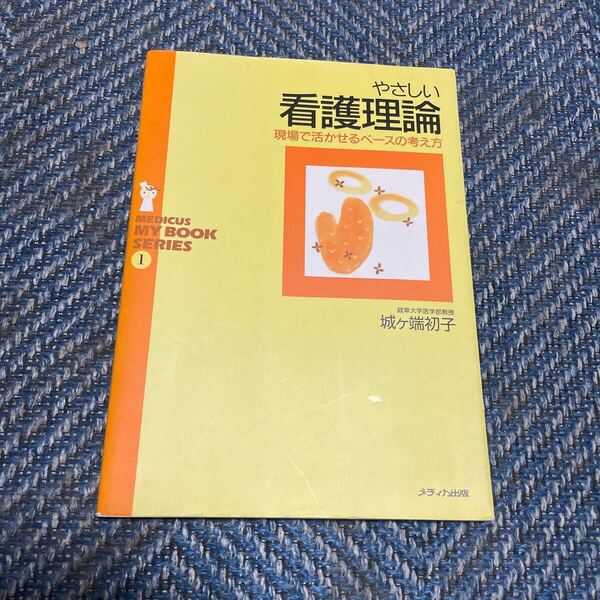 やさしい
看護理論
現場で活かせるベースの考え方
MEDICUS
MY BOOK
SERIES
1
岐阜大学医学部教授
城ヶ端初子
メディカ出版